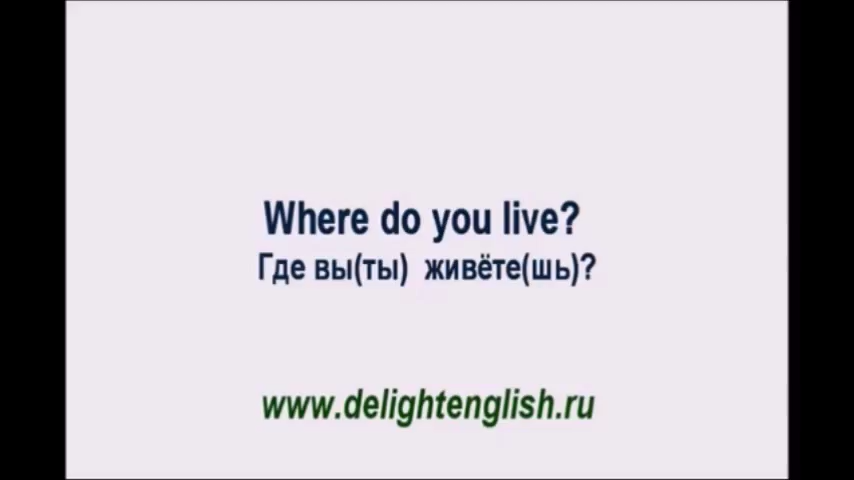 Where do you live?
Где вы(ты) живёте(шь)?
www.delightenglish.ru